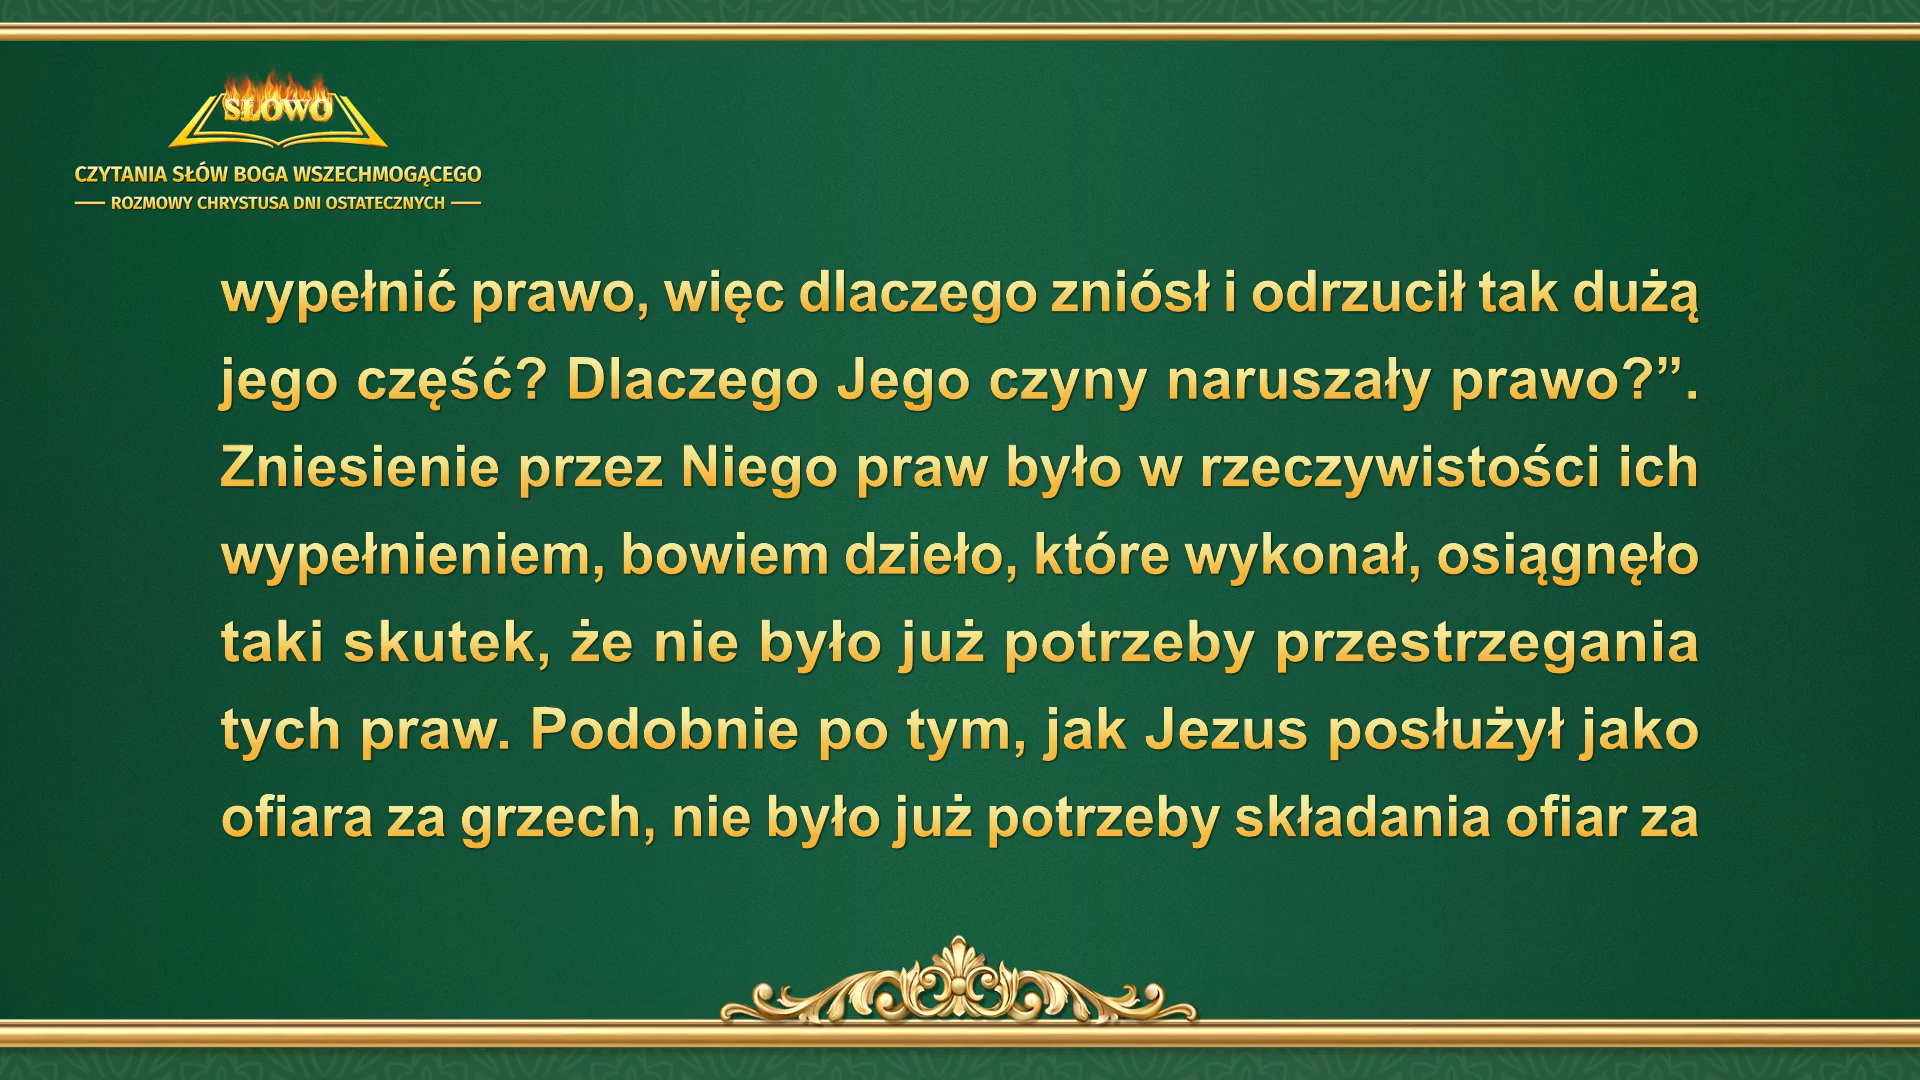 SŁOWO
CZYTANIA SŁÓW BOGA WSZECHMOGĄCEGO
ROZMOWY CHRYSTUSA DNI OSTATECZNYCH
wypełnić prawo, więc dlaczego zniósł i odrzucił tak dużą
jego część? Dlaczego Jego czyny naruszały prawo?”.
Zniesienie przez Niego praw było w rzeczywistości ich
wypełnieniem, bowiem dzieło, które wykonał, osiągnęło
taki skutek, że nie było już potrzeby przestrzegania
tych praw. Podobnie po tym, jak Jezus posłużył jako
ofiara za grzech, nie było już potrzeby składania ofiar za